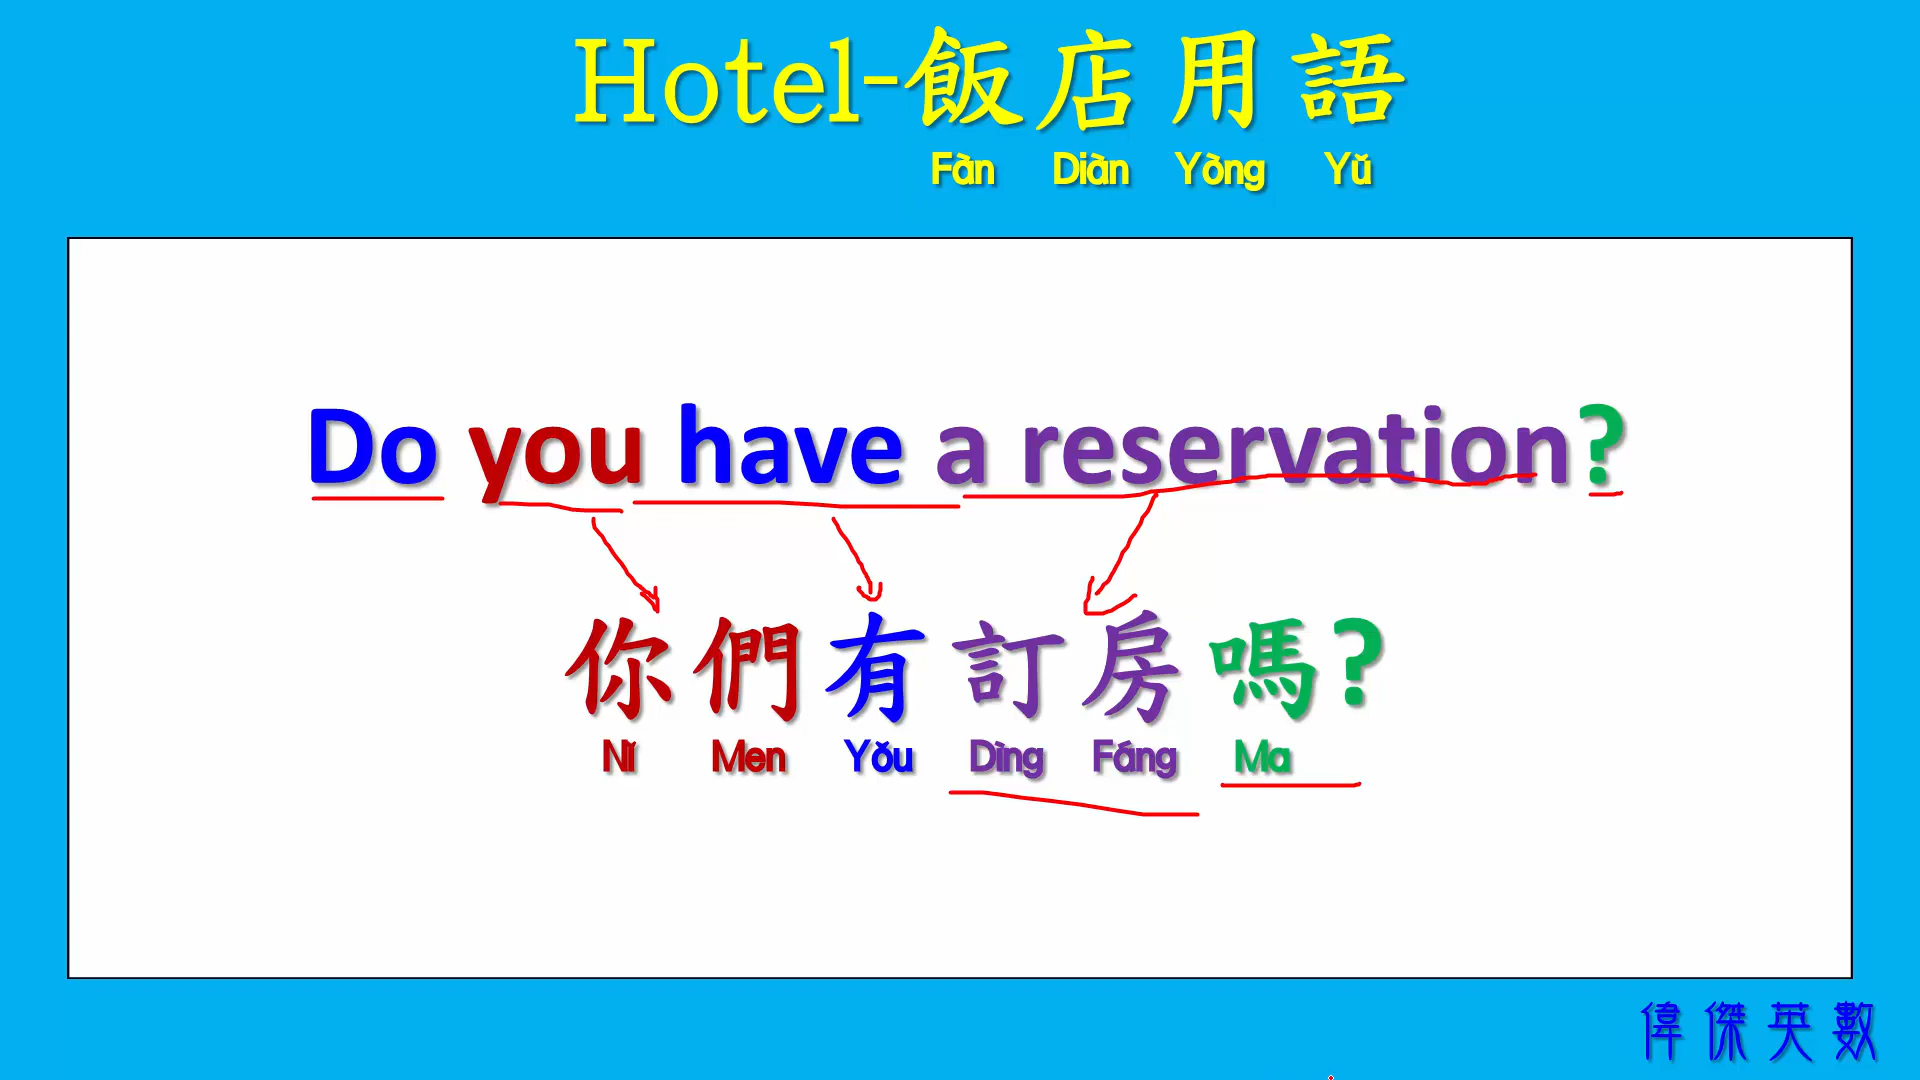 Hotel-飯店用語
Fàn Diàn Yòng Yǔ
Do you have a reservation?
你們有訂房嗎?
Nǐ Men Yǒu Dìng Fáng Ma
偉傑英數